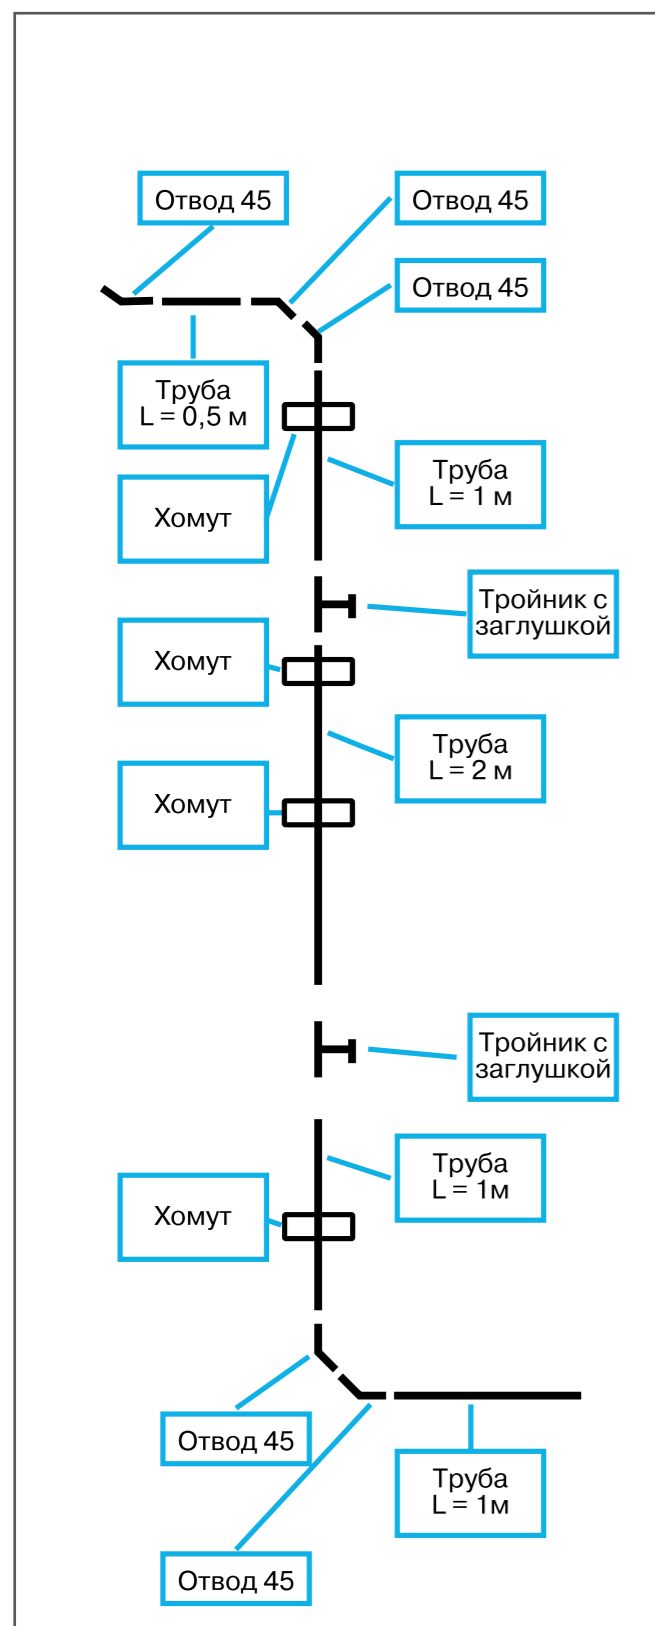 Отвод 45
Отвод 45
Отвод 45
Труба
L = 0,5 м
Труба
L = 1 м
Хомут
Тройник с
заглушкой
Хомут
Труба
L = 2 м
Хомут
Тройник с
заглушкой
Труба
L = 1м
Хомут
Отвод 45
Труба
L = 1м
Отвод 45